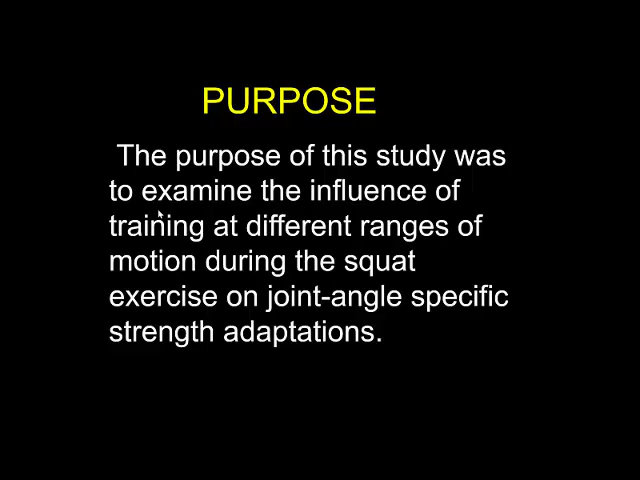 PURPOSE
The purpose of this study was
to examine the influence of
training at different ranges of
motion during the squat
exercise on joint-angle specific
strength adaptations.